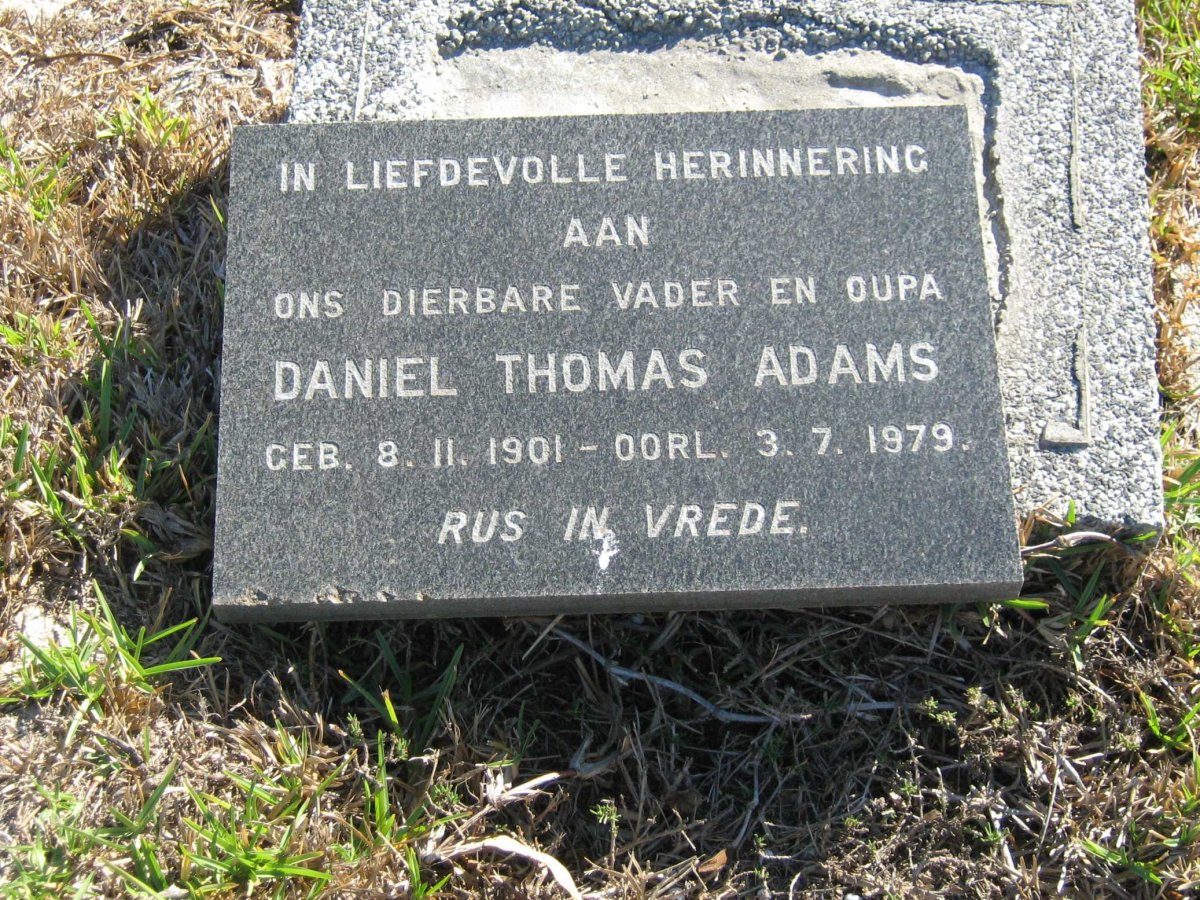 IN LIEFDEVOLLE HERINNERING
AAN
ONS DIERBARE VADER EN OUPA
DANIEL THOMAS ADAMS
GEB. 8. 11. 1901 – OORL. 3. 7. 1979.
RUS IN VREDE.